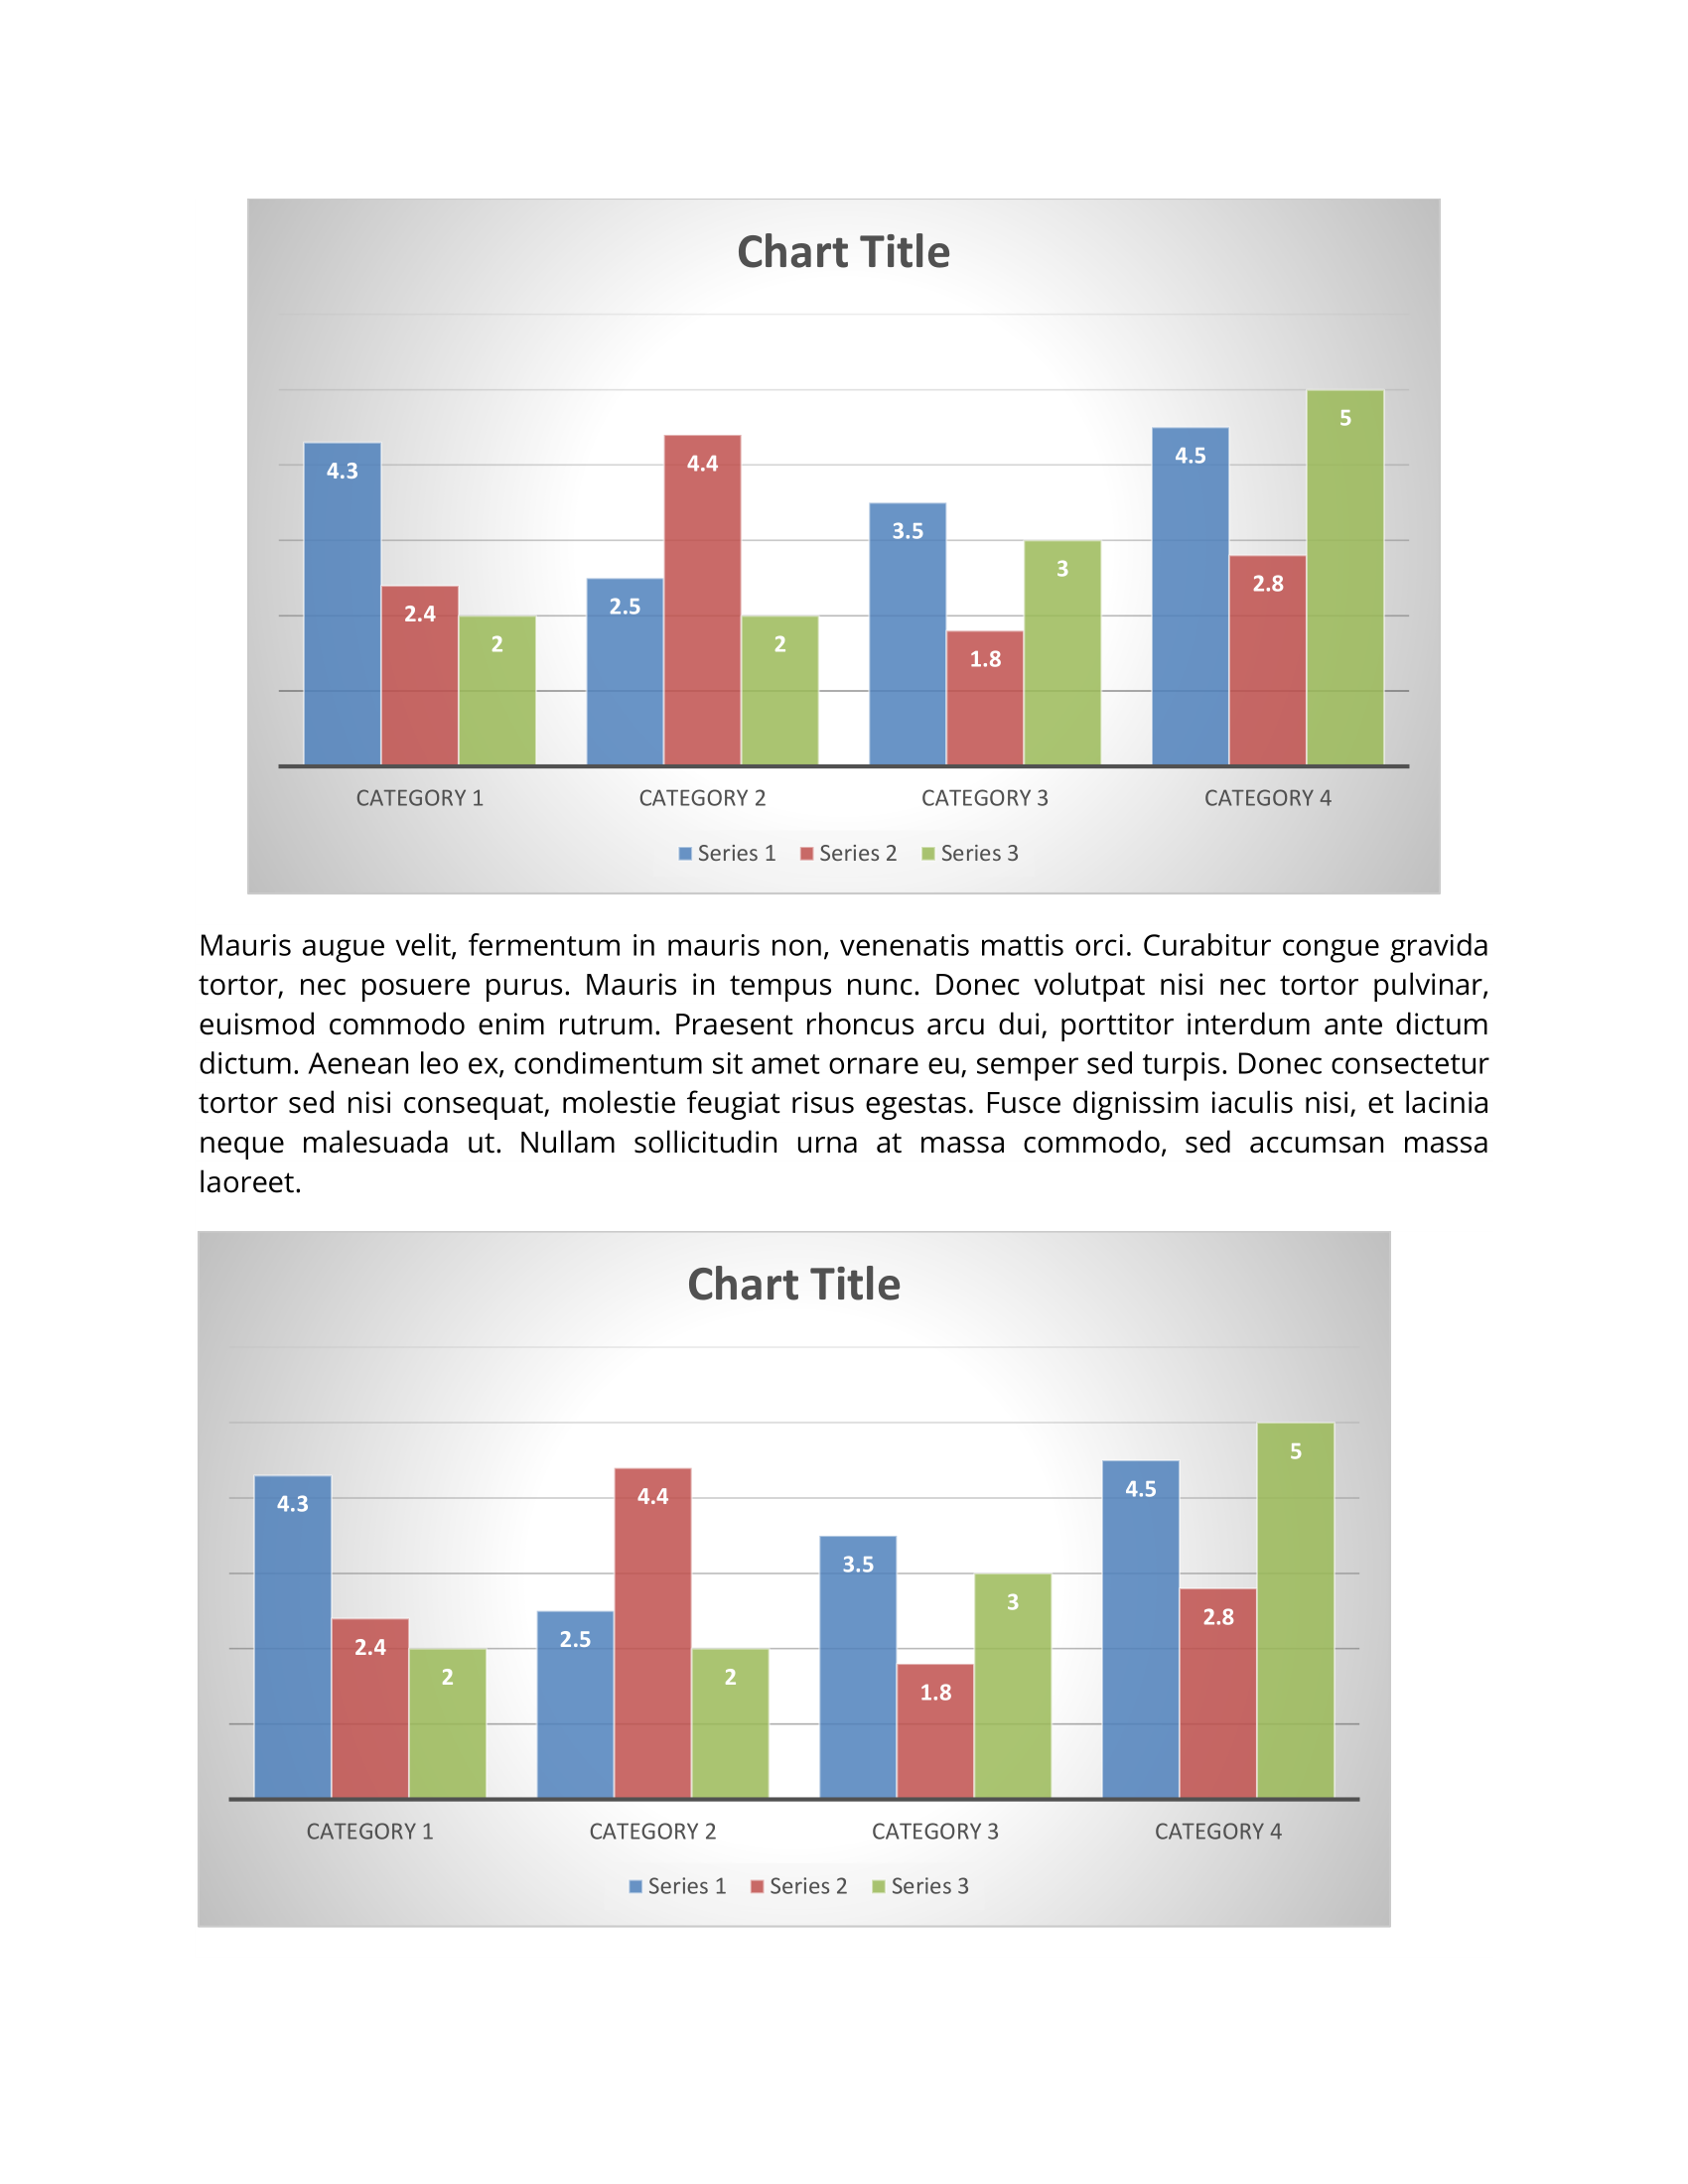 Chart Title
4.3
2.4
2
2.5
4.4
2
3.5
1.8
3
4.5
2.8
5
CATEGORY 1
CATEGORY 2
CATEGORY 3
CATEGORY 4
Series 1 Series 2 Series 3
Mauris augue velit, fermentum in mauris non, venenatis mattis orci. Curabitur congue gravida
tortor, nec posuere purus. Mauris in tempus nunc. Donec volutpat nisi nec tortor pulvinar,
euismod commodo enim rutrum. Praesent rhoncus arcu dui, porttitor interdum ante dictum
dictum. Aenean leo ex, condimentum sit amet ornare eu, semper sed turpis. Donec consectetur
tortor sed nisi consequat, molestie feugiat risus egestas. Fusce dignissim iaculis nisi, et lacinia
neque malesuada ut. Nullam sollicitudin urna at massa commodo, sed accumsan massa
laoreet.
Chart Title
4.3
2.4
2
2.5
4.4
2
3.5
1.8
3
4.5
2.8
5
CATEGORY 1
CATEGORY 2
CATEGORY 3
CATEGORY 4
Series 1 Series 2 Series 3